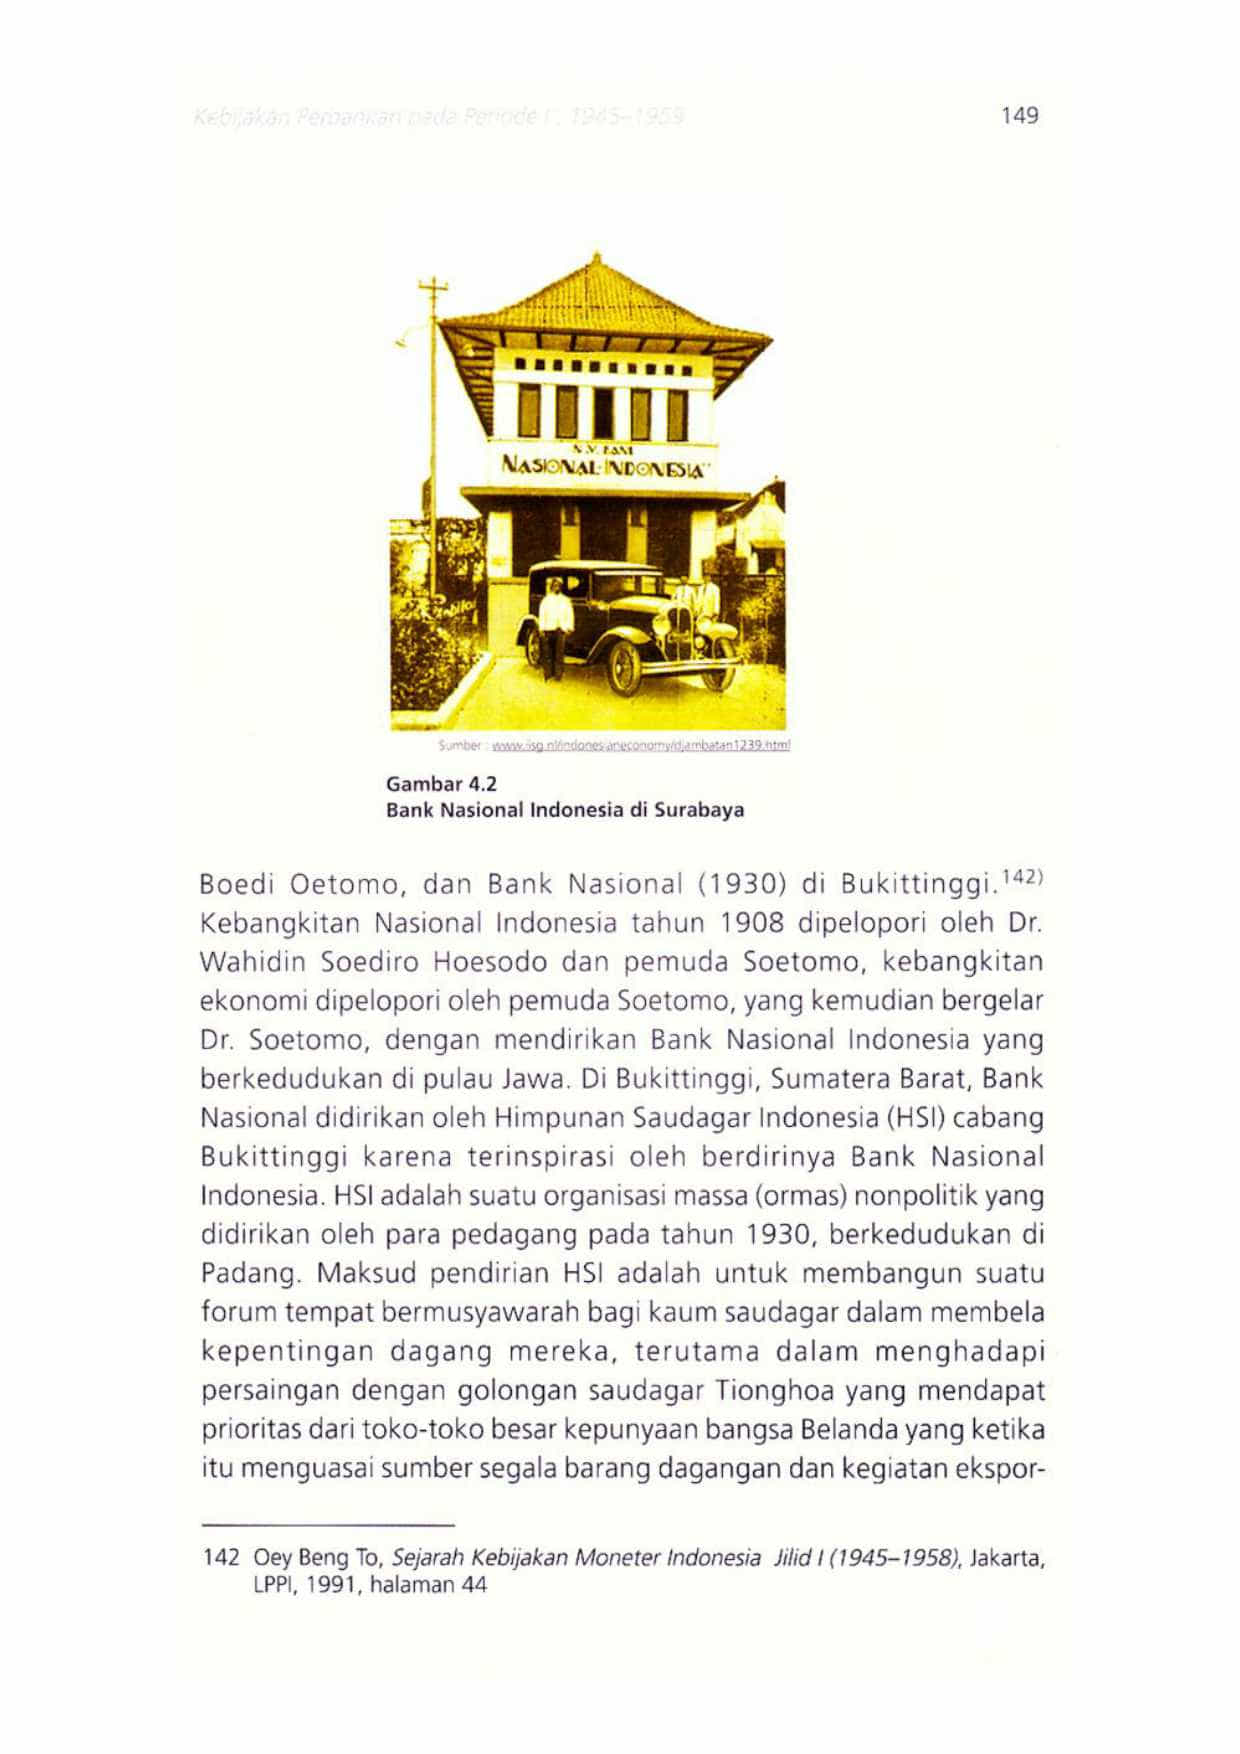 Kebijakan Perbankan pada Periode I, 1945–1959
149
N.V. BANK
NASIONAL-INDONESIA"
Sumber : www.iisg.nl/indonesianeconomy/djambatan1239.html
Gambar 4.2
Bank Nasional Indonesia di Surabaya
Boedi Oetomo, dan Bank Nasional (1930) di Bukittinggi.142)
Kebangkitan Nasional Indonesia tahun 1908 dipelopori oleh Dr.
Wahidin Soediro Hoesodo dan pemuda Soetomo, kebangkitan
ekonomi dipelopori oleh pemuda Soetomo, yang kemudian bergelar
Dr. Soetomo, dengan mendirikan Bank Nasional Indonesia yang
berkedudukan di pulau Jawa. Di Bukittinggi, Sumatera Barat, Bank
Nasional didirikan oleh Himpunan Saudagar Indonesia (HSI) cabang
Bukittinggi karena terinspirasi oleh berdirinya Bank Nasional
Indonesia. HSI adalah suatu organisasi massa (ormas) nonpolitik yang
didirikan oleh para pedagang pada tahun 1930, berkedudukan di
Padang. Maksud pendirian HSI adalah untuk membangun suatu
forum tempat bermusyawarah bagi kaum saudagar dalam membela
kepentingan dagang mereka, terutama dalam menghadapi
persaingan dengan golongan saudagar Tionghoa yang mendapat
prioritas dari toko-toko besar kepunyaan bangsa Belanda yang ketika
itu menguasai sumber segala barang dagangan dan kegiatan ekspor-
142 Oey Beng To, Sejarah Kebijakan Moneter Indonesia Jilid I (1945–1958), Jakarta,
LPPI, 1991, halaman 44